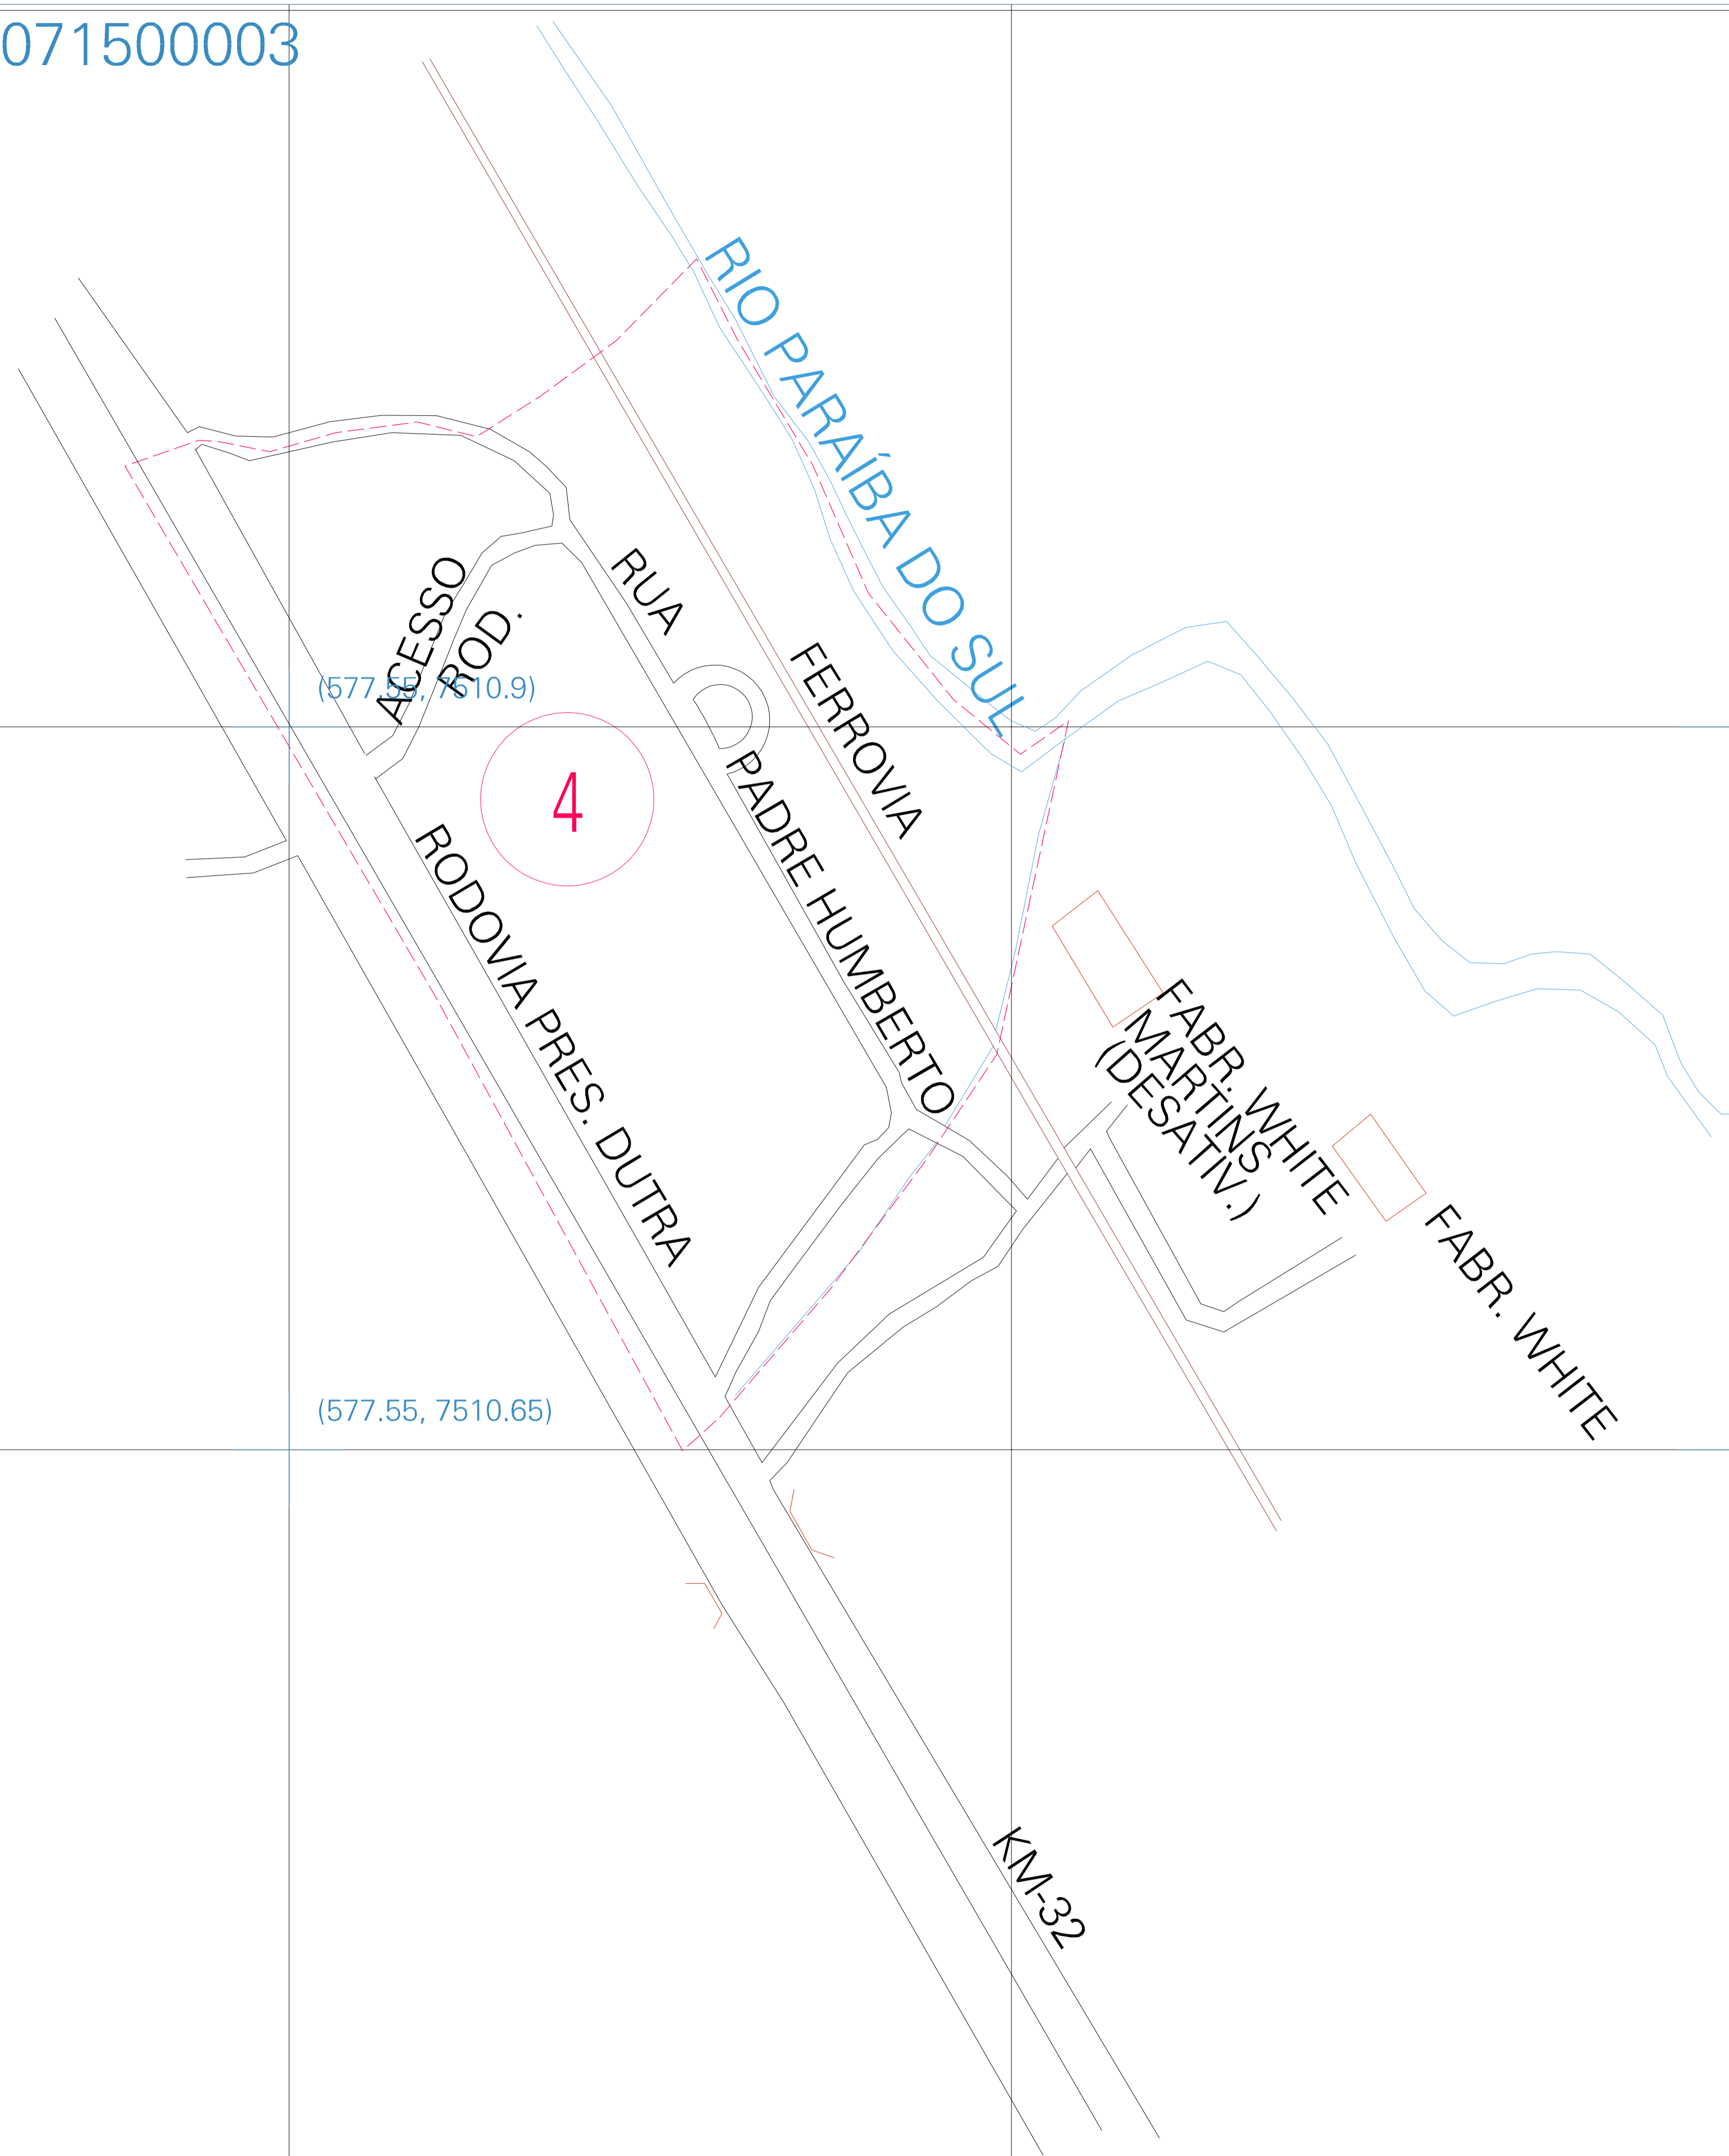 071500003
RIO PARAÍBA DO SUL
ACESSO
ROD.
RUA
FERROVIA
(577.55, 7510.9)
4
PADRE HUMBERTO
RODOVIA PRES. DUTRA
FABR. WHITE
MARTINS
(DESATIV.)
FABR. WHITE
(577.55, 7510.65)
KM-32